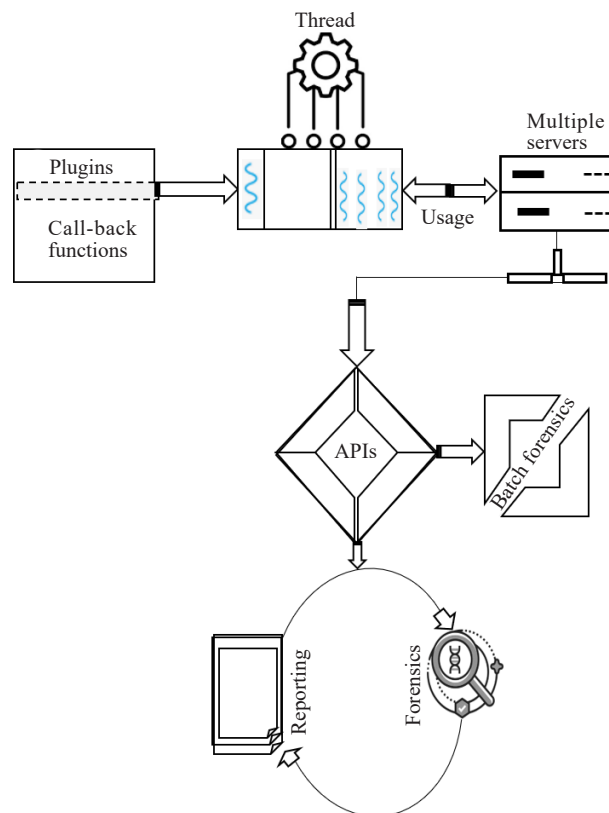 Thread
Multiple
servers
Plugins
Call-back
functions
Usage
APIs
Batch forensics
Reporting
Forensics